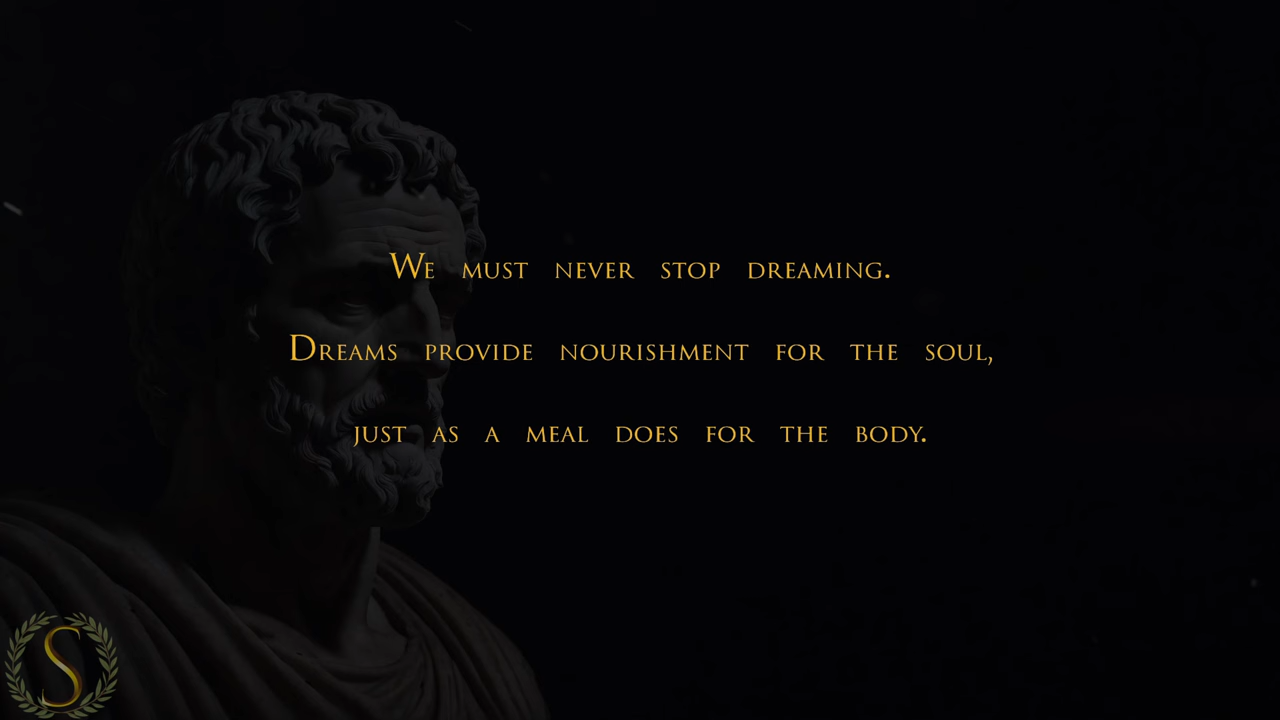 We must never stop dreaming.
Dreams provide nourishment for the soul,
just as a meal does for the body.
S